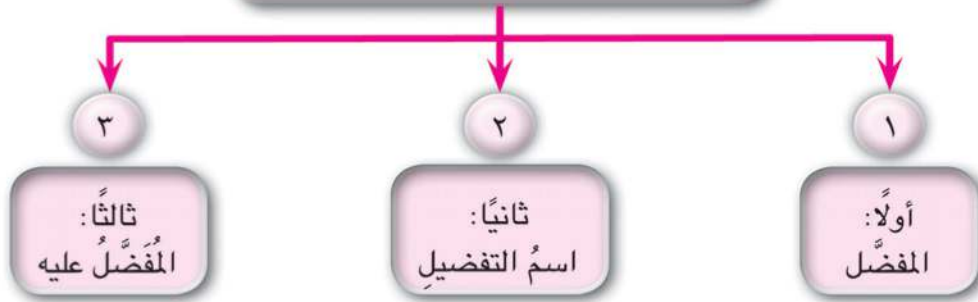 ١
أولًا:
المفضَّل
٢
ثانيًا:
اسمُ التفضيلِ
٣
ثالثًا:
المُفَضَّلُ عليه